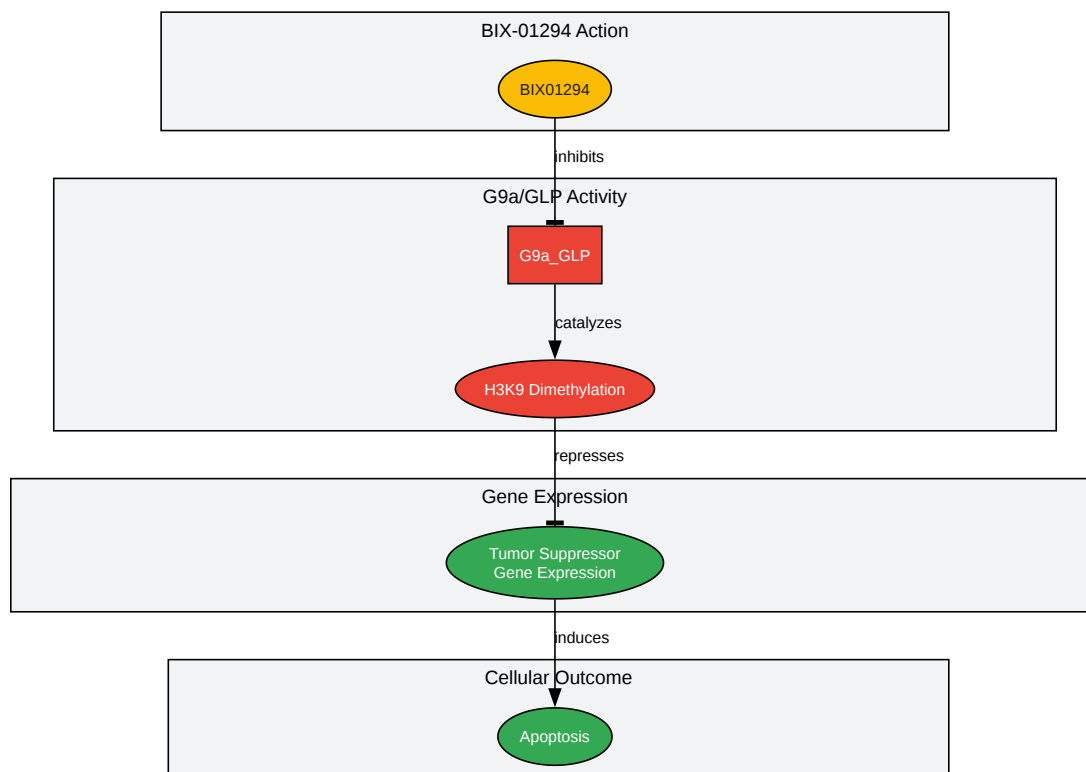 BIX-01294 Action
BIX01294
inhibits
G9a/GLP Activity
G9a_GLP
catalyzes
H3K9 Dimethylation
represses
Gene Expression
Tumor Suppressor
Gene Expression
induces
Cellular Outcome
Apoptosis